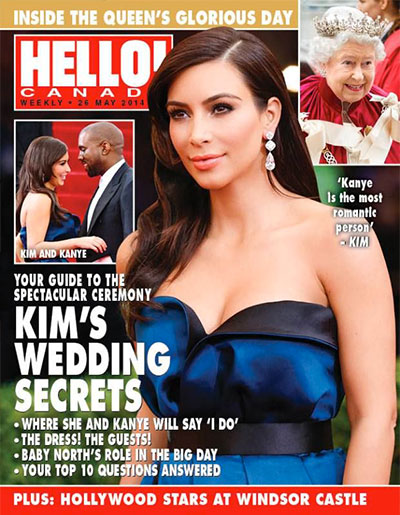 INSIDE THE QUEEN'S GLORIOUS DAY
HELLO!
CANADA
WEEKLY • 26 MAY 2014
KIM AND KANYE
'Kanye
Is the most
romantic
person'
- KIM
YOUR GUIDE TO THE
SPECTACULAR CEREMONY
KIM'S
WEDDING
SECRETS
• WHERE SHE AND KANYE WILL SAY 'I DO'
• THE DRESS! THE GUESTS!
• BABY NORTH'S ROLE IN THE BIG DAY
• YOUR TOP 10 QUESTIONS ANSWERED
PLUS: HOLLYWOOD STARS AT WINDSOR CASTLE